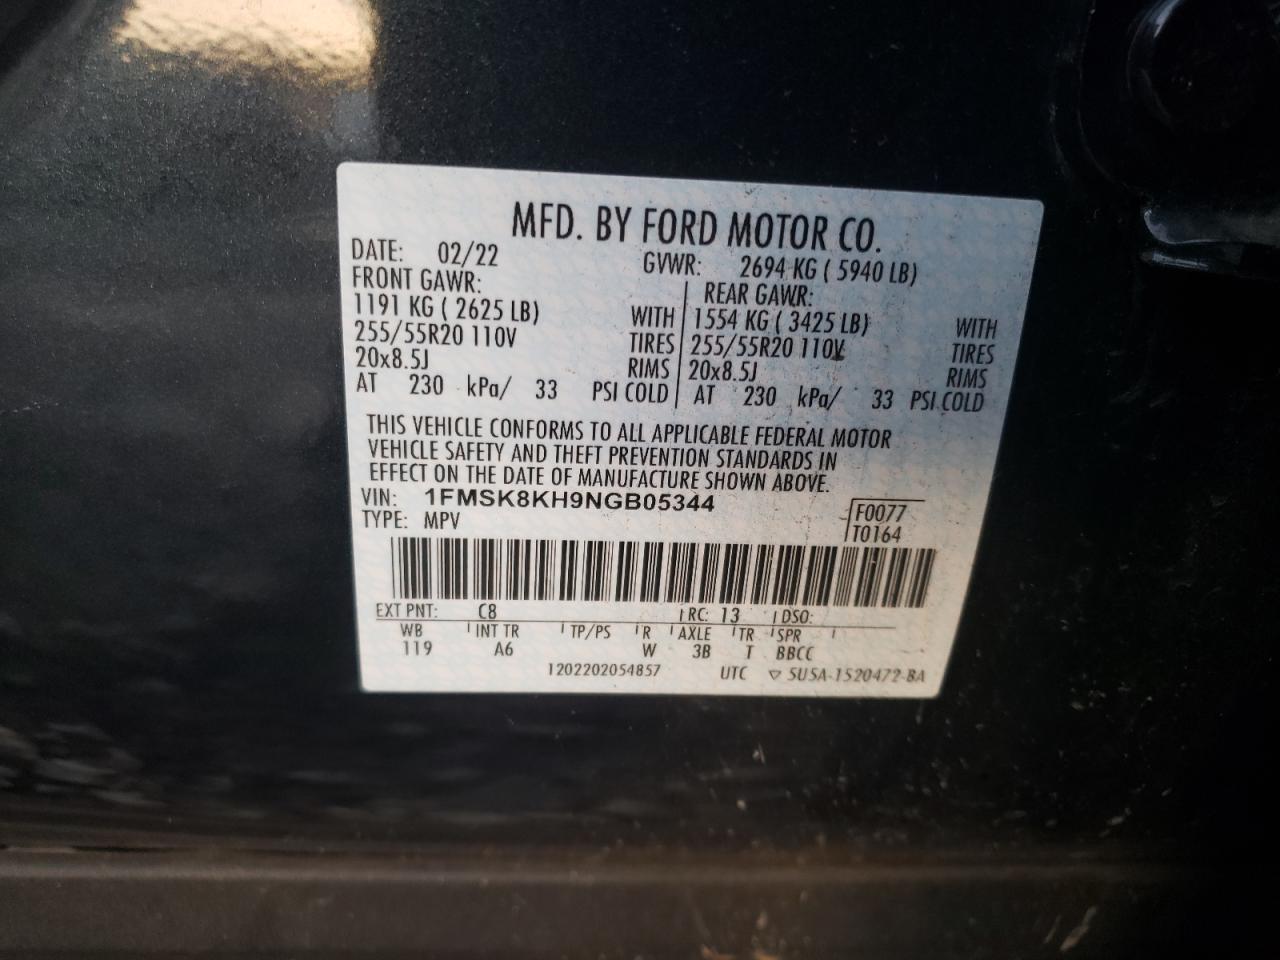 MFD. BY FORD MOTOR CO.
DATE: 02/22 GVWR: 2694 KG ( 5940 LB)
FRONT GAWR: REAR GAWR:
1191 KG ( 2625 LB) WITH 1554 KG ( 3425 LB) WITH
255/55R20 110V TIRES 255/55R20 110V TIRES
20x8.5J RIMS 20x8.5J RIMS
AT 230 kPa/ 33 PSI COLD AT 230 kPa/ 33 PSI COLD
THIS VEHICLE CONFORMS TO ALL APPLICABLE FEDERAL MOTOR
VEHICLE SAFETY AND THEFT PREVENTION STANDARDS IN
EFFECT ON THE DATE OF MANUFACTURE SHOWN ABOVE.
VIN: 1FMSK8KH9NGB05344 F0077
TYPE: MPV T0164
EXT PNT: C8 RC: 13 DSO:
WB INT TR TP/PS R AXLE TR SPR
119 A6 W 3B T BBCC
1202202054857 UTC ▽ SU5A-1520472-BA